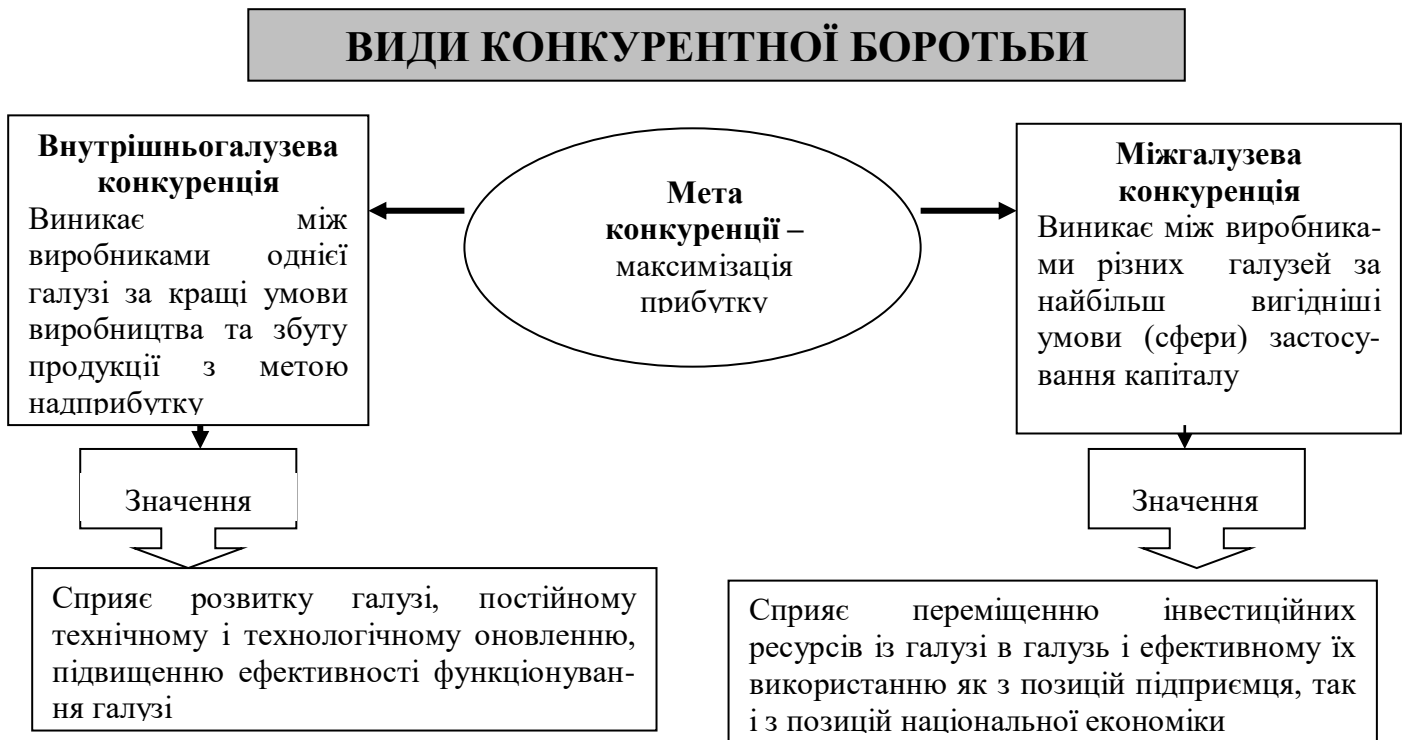 ВИДИ КОНКУРЕНТНОЇ БОРОТЬБИ
Внутрішньогалузева
конкуренція
Виникає між
виробниками однієї
галузі за кращі умови
виробництва та збуту
продукції з метою
надприбутку
Мета
конкуренції –
максимізація
прибутку
Міжгалузева
конкуренція
Виникає між виробника-
ми різних галузей за
найбільш вигідніші
умови (сфери) застосу-
вання капіталу
Значення
Значення
Сприяє розвитку галузі, постійному
технічному і технологічному оновленню,
підвищенню ефективності функціонуван-
ня галузі
Сприяє переміщенню інвестиційних
ресурсів із галузі в галузь і ефективному їх
використанню як з позицій підприємця, так
і з позицій національної економіки